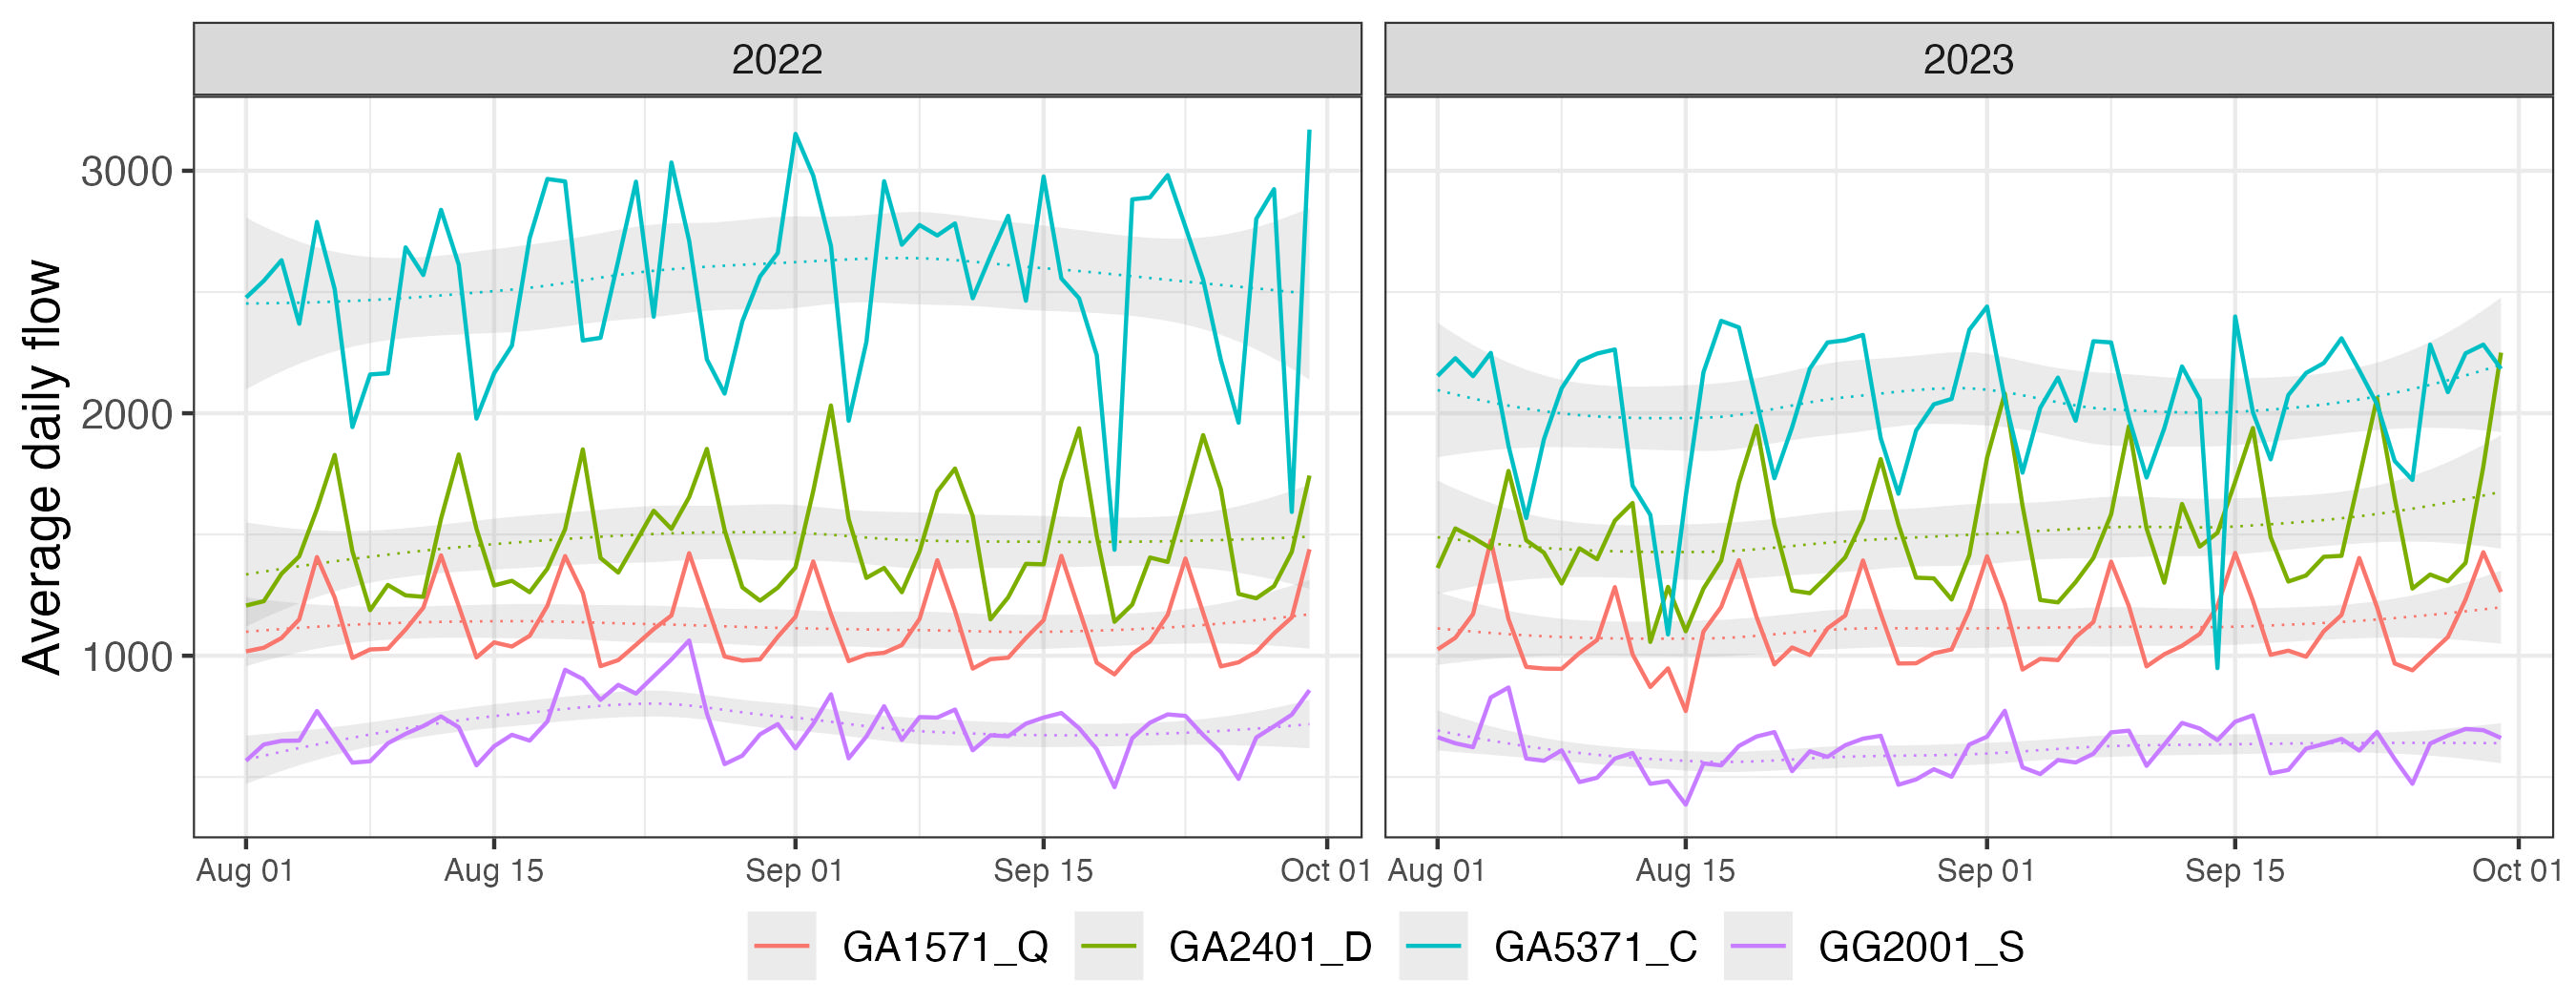 2022 2023
Average daily flow
3000
2000
1000
Aug 01 Aug 15 Sep 01 Sep 15 Oct 01 Aug 01 Aug 15 Sep 01 Sep 15 Oct 01
GA1571_Q GA2401_D GA5371_C GG2001_S